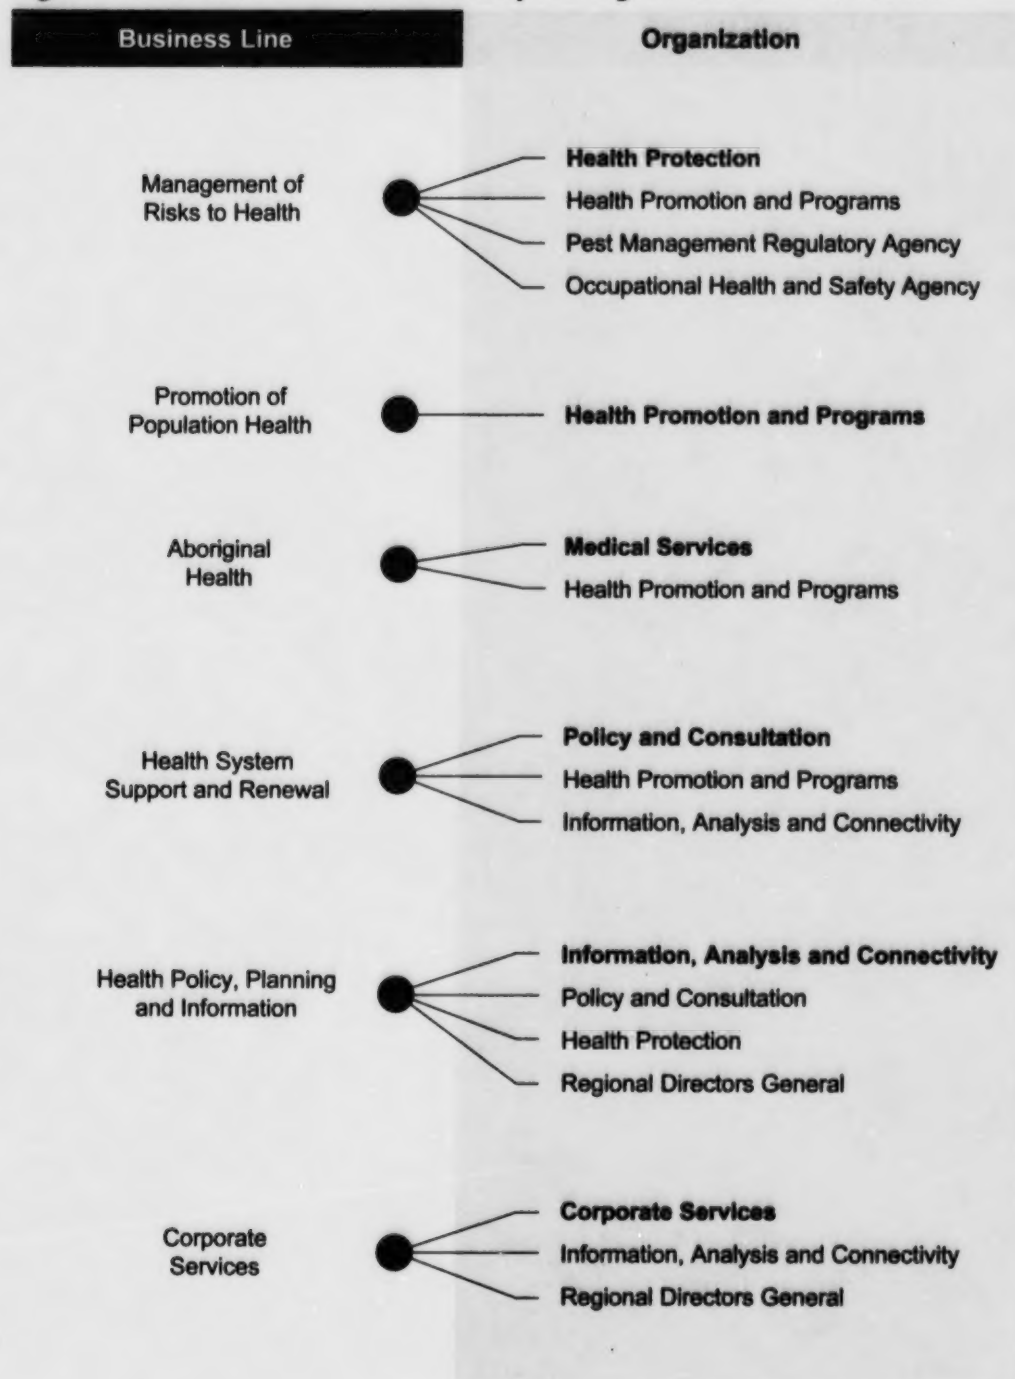 Business Line
Organization
Management of
Risks to Health
Health Protection
Health Promotion and Programs
Pest Management Regulatory Agency
Occupational Health and Safety Agency
Promotion of
Population Health
Health Promotion and Programs
Aboriginal
Health
Medical Services
Health Promotion and Programs
Health System
Support and Renewal
Policy and Consultation
Health Promotion and Programs
Information, Analysis and Connectivity
Health Policy, Planning
and Information
Information, Analysis and Connectivity
Policy and Consultation
Health Protection
Regional Directors General
Corporate
Services
Corporate Services
Information, Analysis and Connectivity
Regional Directors General